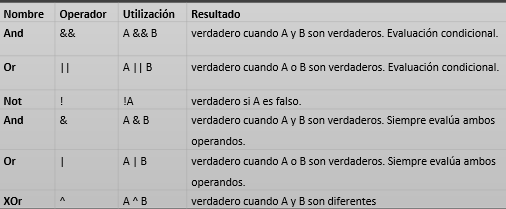 Nombre Operador Utilización Resultado
And && A && B verdadero cuando A y B son verdaderos. Evaluación condicional.
Or || A || B verdadero cuando A o B son verdaderos. Evaluación condicional.
Not ! !A verdadero si A es falso.
And & A & B verdadero cuando A y B son verdaderos. Siempre evalúa ambos
operandos.
Or | A | B verdadero cuando A o B son verdaderos. Siempre evalúa ambos
operandos.
XOr ^ A ^ B verdadero cuando A y B son diferentes